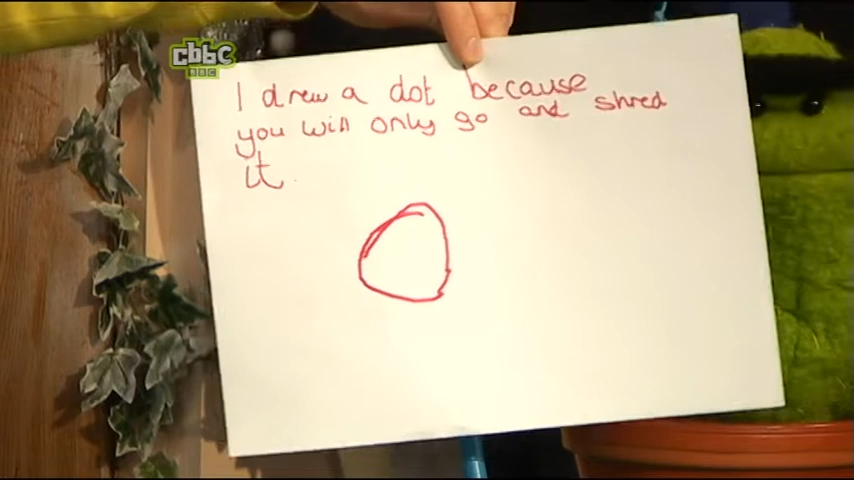 cbbc
BBC
I drew a dot because
you will only go and shred
it.